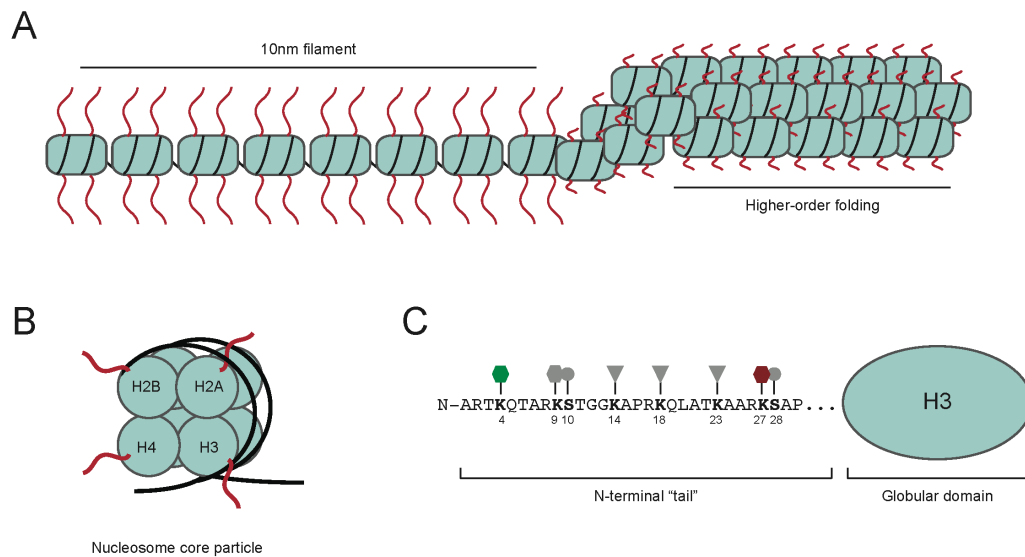 A
10nm filament
Higher-order folding
B
H2B
H2A
H4
H3
Nucleosome core particle
C
N–ARTKQTARKSTGGKAPRKQLATKAARKSAP...
4 9 10 14 18 23 27 28
H3
N-terminal “tail”
Globular domain